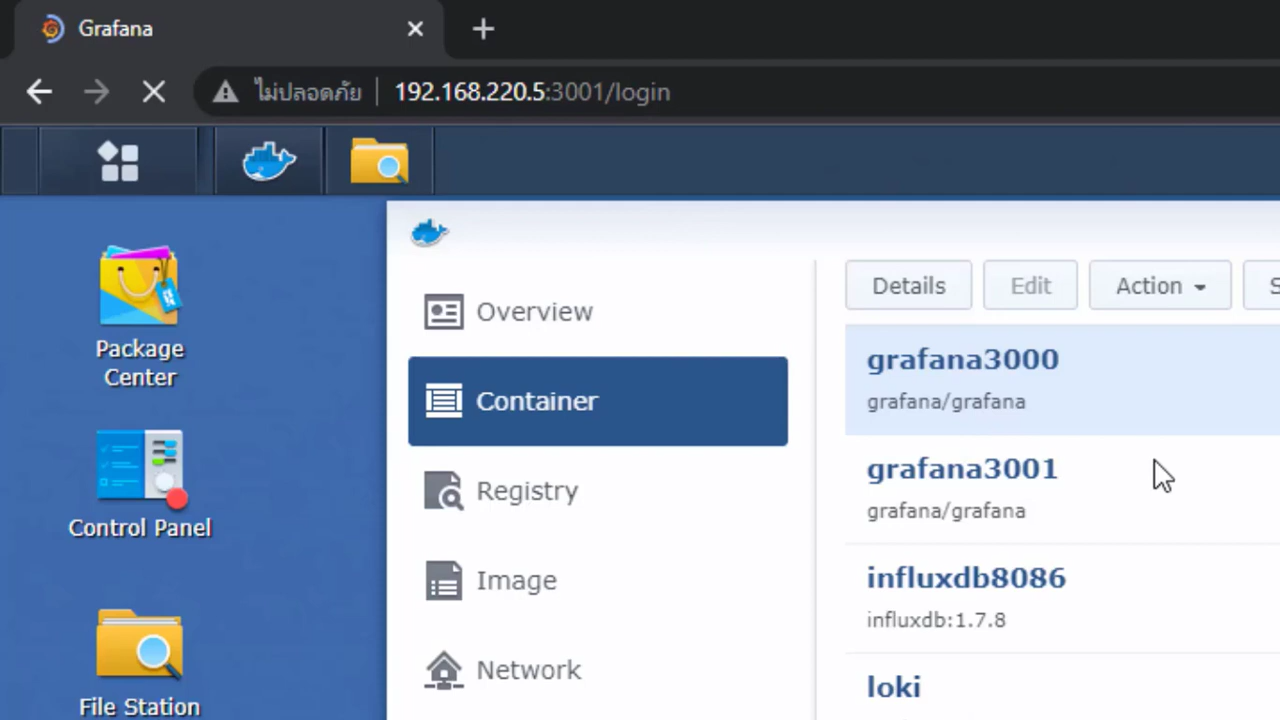 Grafana
ไม่ปลอดภัย 192.168.220.5:3001/login
Package
Center
Control Panel
File Station
Overview
Container
Registry
Image
Network
Details Edit Action S
grafana3000
grafana/grafana
grafana3001
grafana/grafana
influxdb8086
influxdb:1.7.8
loki